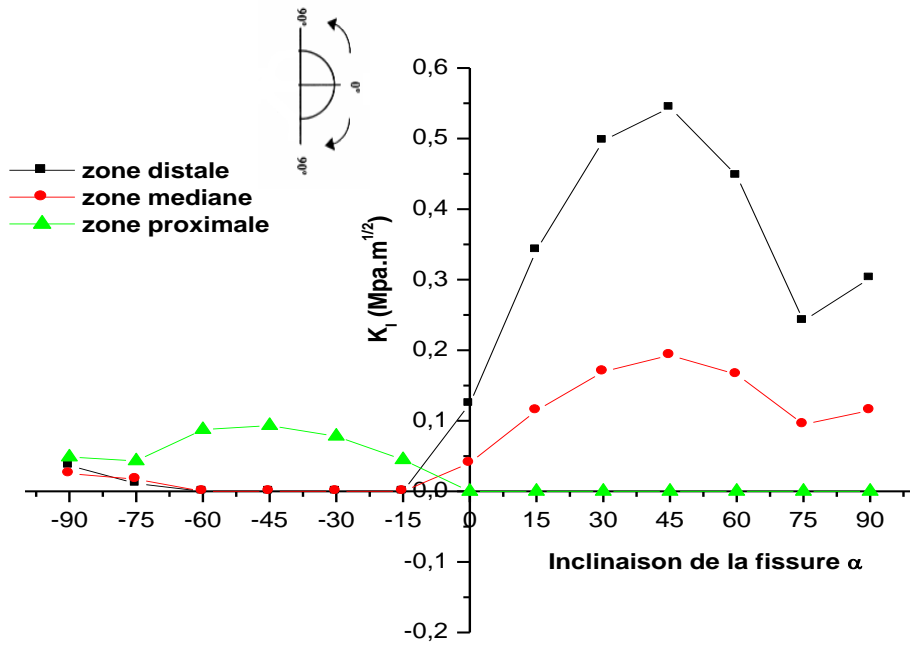 90°
0°
90°
zone distale
zone mediane
zone proximale
K_I (Mpa.m^1/2)
0,6
0,5
0,4
0,3
0,2
0,1
0,0
-0,1
-0,2
-90 -75 -60 -45 -30 -15 0 15 30 45 60 75 90
Inclinaison de la fissure α